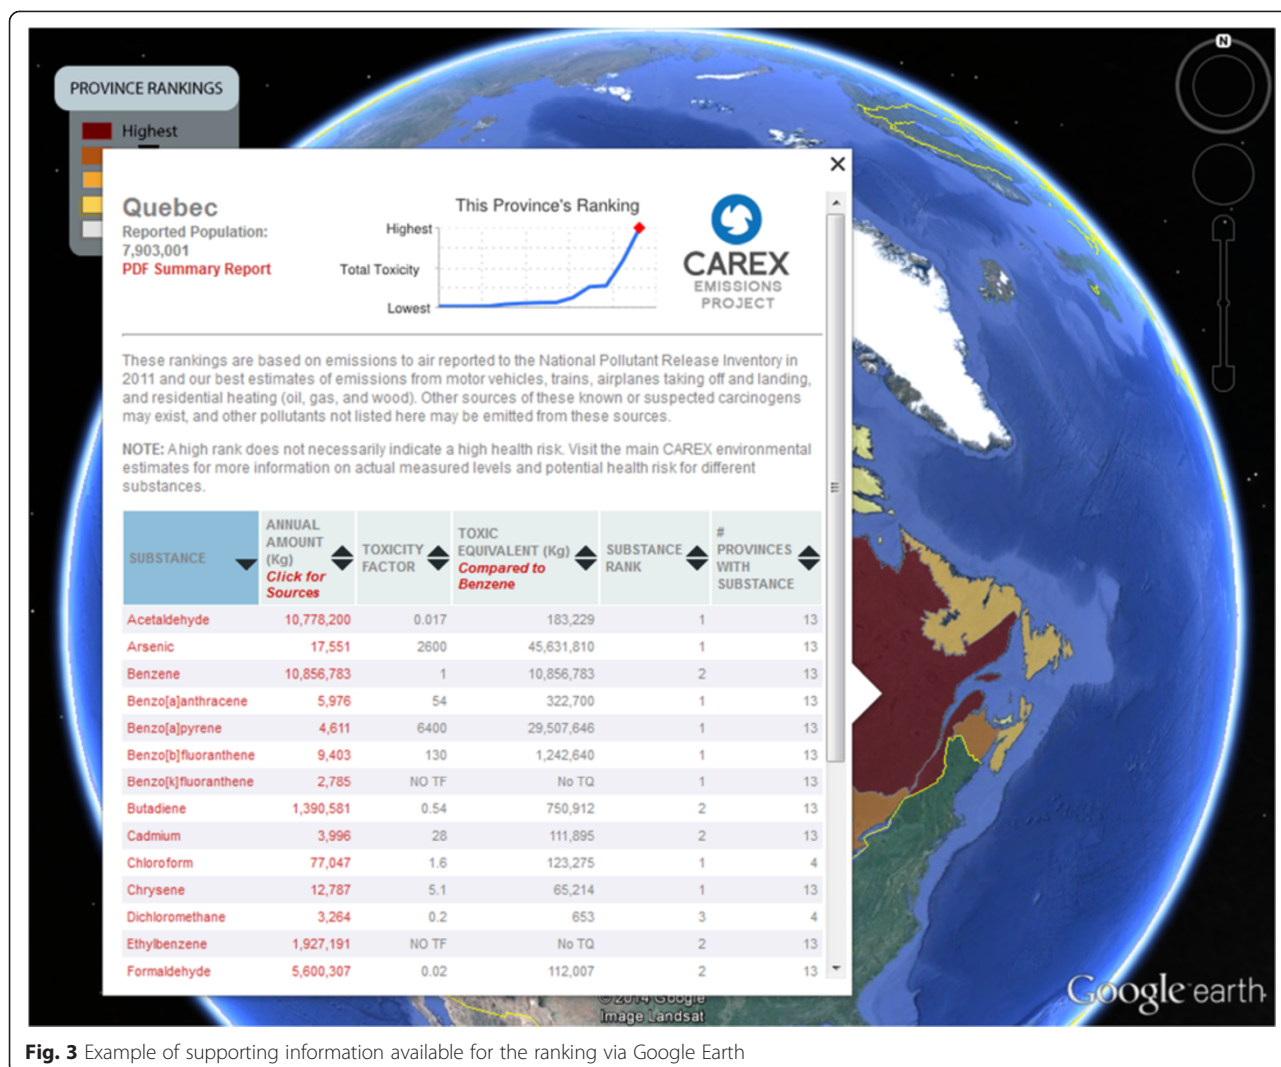 N
PROVINCE RANKINGS
Highest
Quebec
Reported Population:
7,903,001
PDF Summary Report
This Province's Ranking
Highest
Total Toxicity
Lowest
CAREX
EMISSIONS
PROJECT
These rankings are based on emissions to air reported to the National Pollutant Release Inventory in
2011 and our best estimates of emissions from motor vehicles, trains, airplanes taking off and landing,
and residential heating (oil, gas, and wood). Other sources of these known or suspected carcinogens
may exist, and other pollutants not listed here may be emitted from these sources.
NOTE: A high rank does not necessarily indicate a high health risk. Visit the main CAREX environmental
estimates for more information on actual measured levels and potential health risk for different
substances.
SUBSTANCE
ANNUAL
AMOUNT
(Kg)
Click for
Sources
TOXICITY
FACTOR
TOXIC
EQUIVALENT (Kg)
Compared to
Benzene
SUBSTANCE
RANK
#
PROVINCES
WITH
SUBSTANCE
Acetaldehyde 10,778,200 0.017 183,229 1 13
Arsenic 17,551 2600 45,631,810 1 13
Benzene 10,856,783 1 10,856,783 2 13
Benzo[a]anthracene 5,976 54 322,700 1 13
Benzo[a]pyrene 4,611 6400 29,507,646 1 13
Benzo[b]fluoranthene 9,403 130 1,242,640 1 13
Benzo[k]fluoranthene 2,785 NO TF No TQ 1 13
Butadiene 1,390,581 0.54 750,912 2 13
Cadmium 3,996 28 111,895 2 13
Chloroform 77,047 1.6 123,275 1 4
Chrysene 12,787 5.1 65,214 1 13
Dichloromethane 3,264 0.2 653 3 4
Ethylbenzene 1,927,191 NO TF No TQ 2 13
Formaldehyde 5,600,307 0.02 112,007 2 13
© 2014 Google
Image Landsat
Google earth
Fig. 3 Example of supporting information available for the ranking via Google Earth